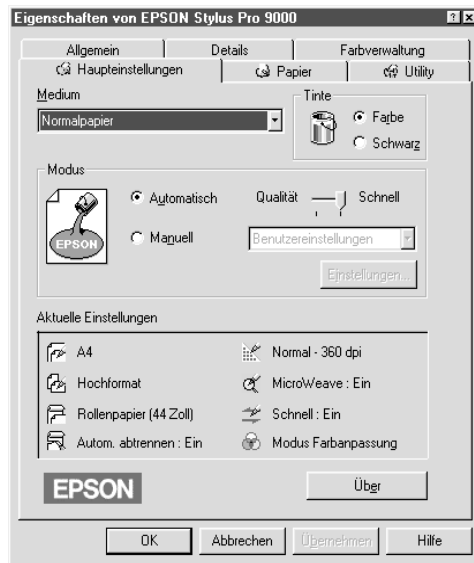 Eigenschaften von EPSON Stylus Pro 9000
Allgemein
Details
Farbverwaltung
Haupteinstellungen
Papier
Utility
Medium
Normalpapier
Tinte
Farbe
Schwarz
Modus
EPSON
Automatisch
Manuell
Qualität
Schnell
Benutzereinstellungen
Einstellungen...
Aktuelle Einstellungen
A4
Normal - 360 dpi
Hochformat
MicroWeave : Ein
Rollenpapier (44 Zoll)
Schnell : Ein
Autom. abtrennen : Ein
Modus Farbanpassung
EPSON
Über
OK
Abbrechen
Übernehmen
Hilfe